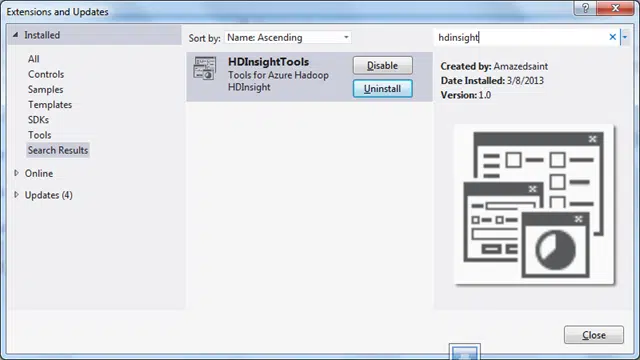 Extensions and Updates
Installed
All
Controls
Samples
Templates
SDKs
Tools
Search Results
Online
Updates (4)
Sort by: Name: Ascending
HDInsightTools
Tools for Azure Hadoop
HDInsight
Disable
Uninstall
hdinsight
Created by: Amazedsaint
Date Installed: 3/8/2013
Version: 1.0
Close